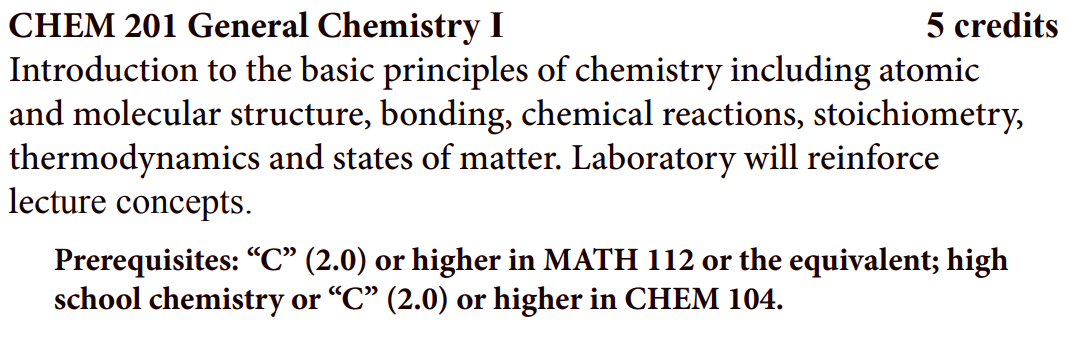 CHEM 201 General Chemistry I 5 credits
Introduction to the basic principles of chemistry including atomic
and molecular structure, bonding, chemical reactions, stoichiometry,
thermodynamics and states of matter. Laboratory will reinforce
lecture concepts.
Prerequisites: “C” (2.0) or higher in MATH 112 or the equivalent; high
school chemistry or “C” (2.0) or higher in CHEM 104.